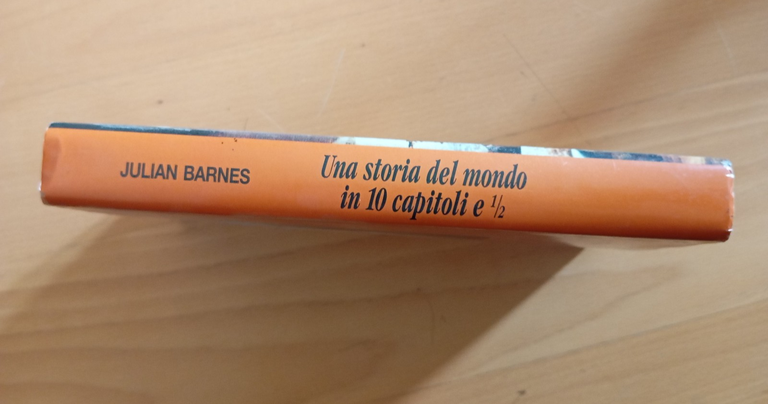 JULIAN BARNES
Una storia del mondo
in 10 capitoli e 1/2